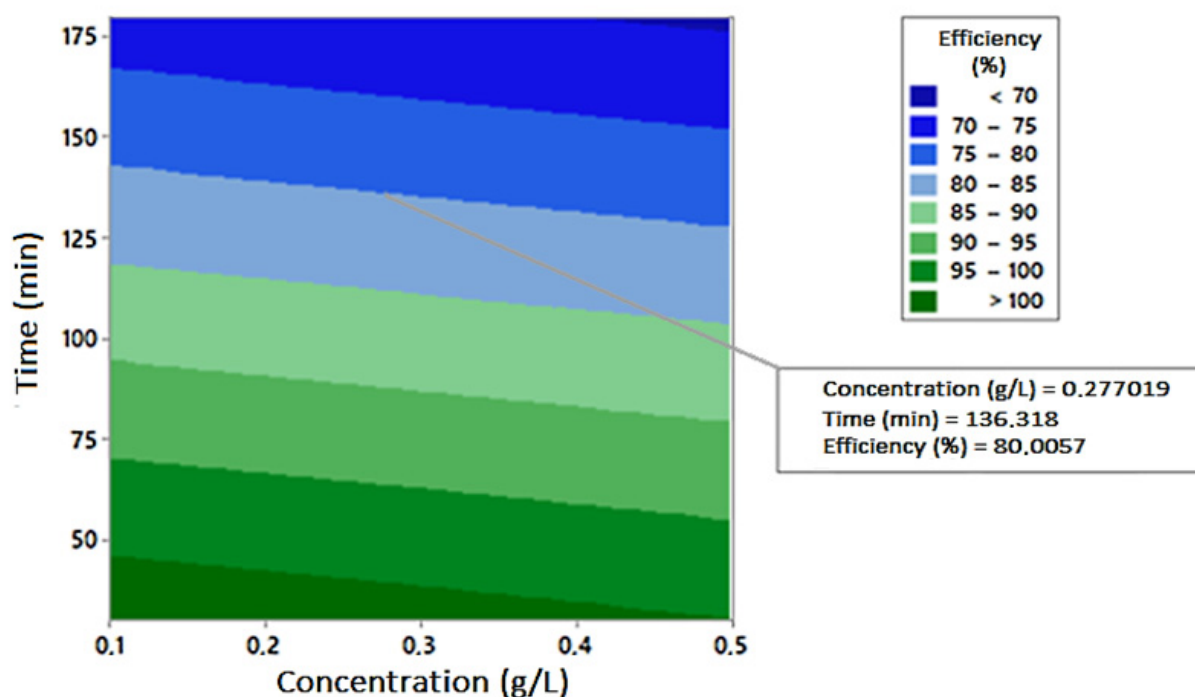 175
150
125
100
75
50
Time (min)
0.1 0.2 0.3 0.4 0.5
Concentration (g/L)
Efficiency
(%)
< 70
70 – 75
75 – 80
80 – 85
85 – 90
90 – 95
95 – 100
> 100
Concentration (g/L) = 0.277019
Time (min) = 136.318
Efficiency (%) = 80.0057